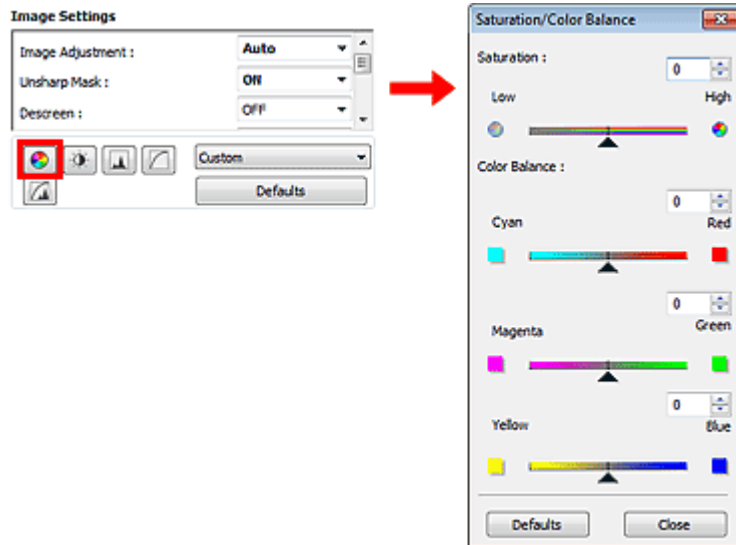 Image Settings
Image Adjustment : Auto
Unsharp Mask : ON
Descreen : OFF
Custom
Defaults
Saturation/Color Balance
Saturation :
0
Low High
Color Balance :
0
Cyan Red
0
Magenta Green
0
Yellow Blue
Defaults Close